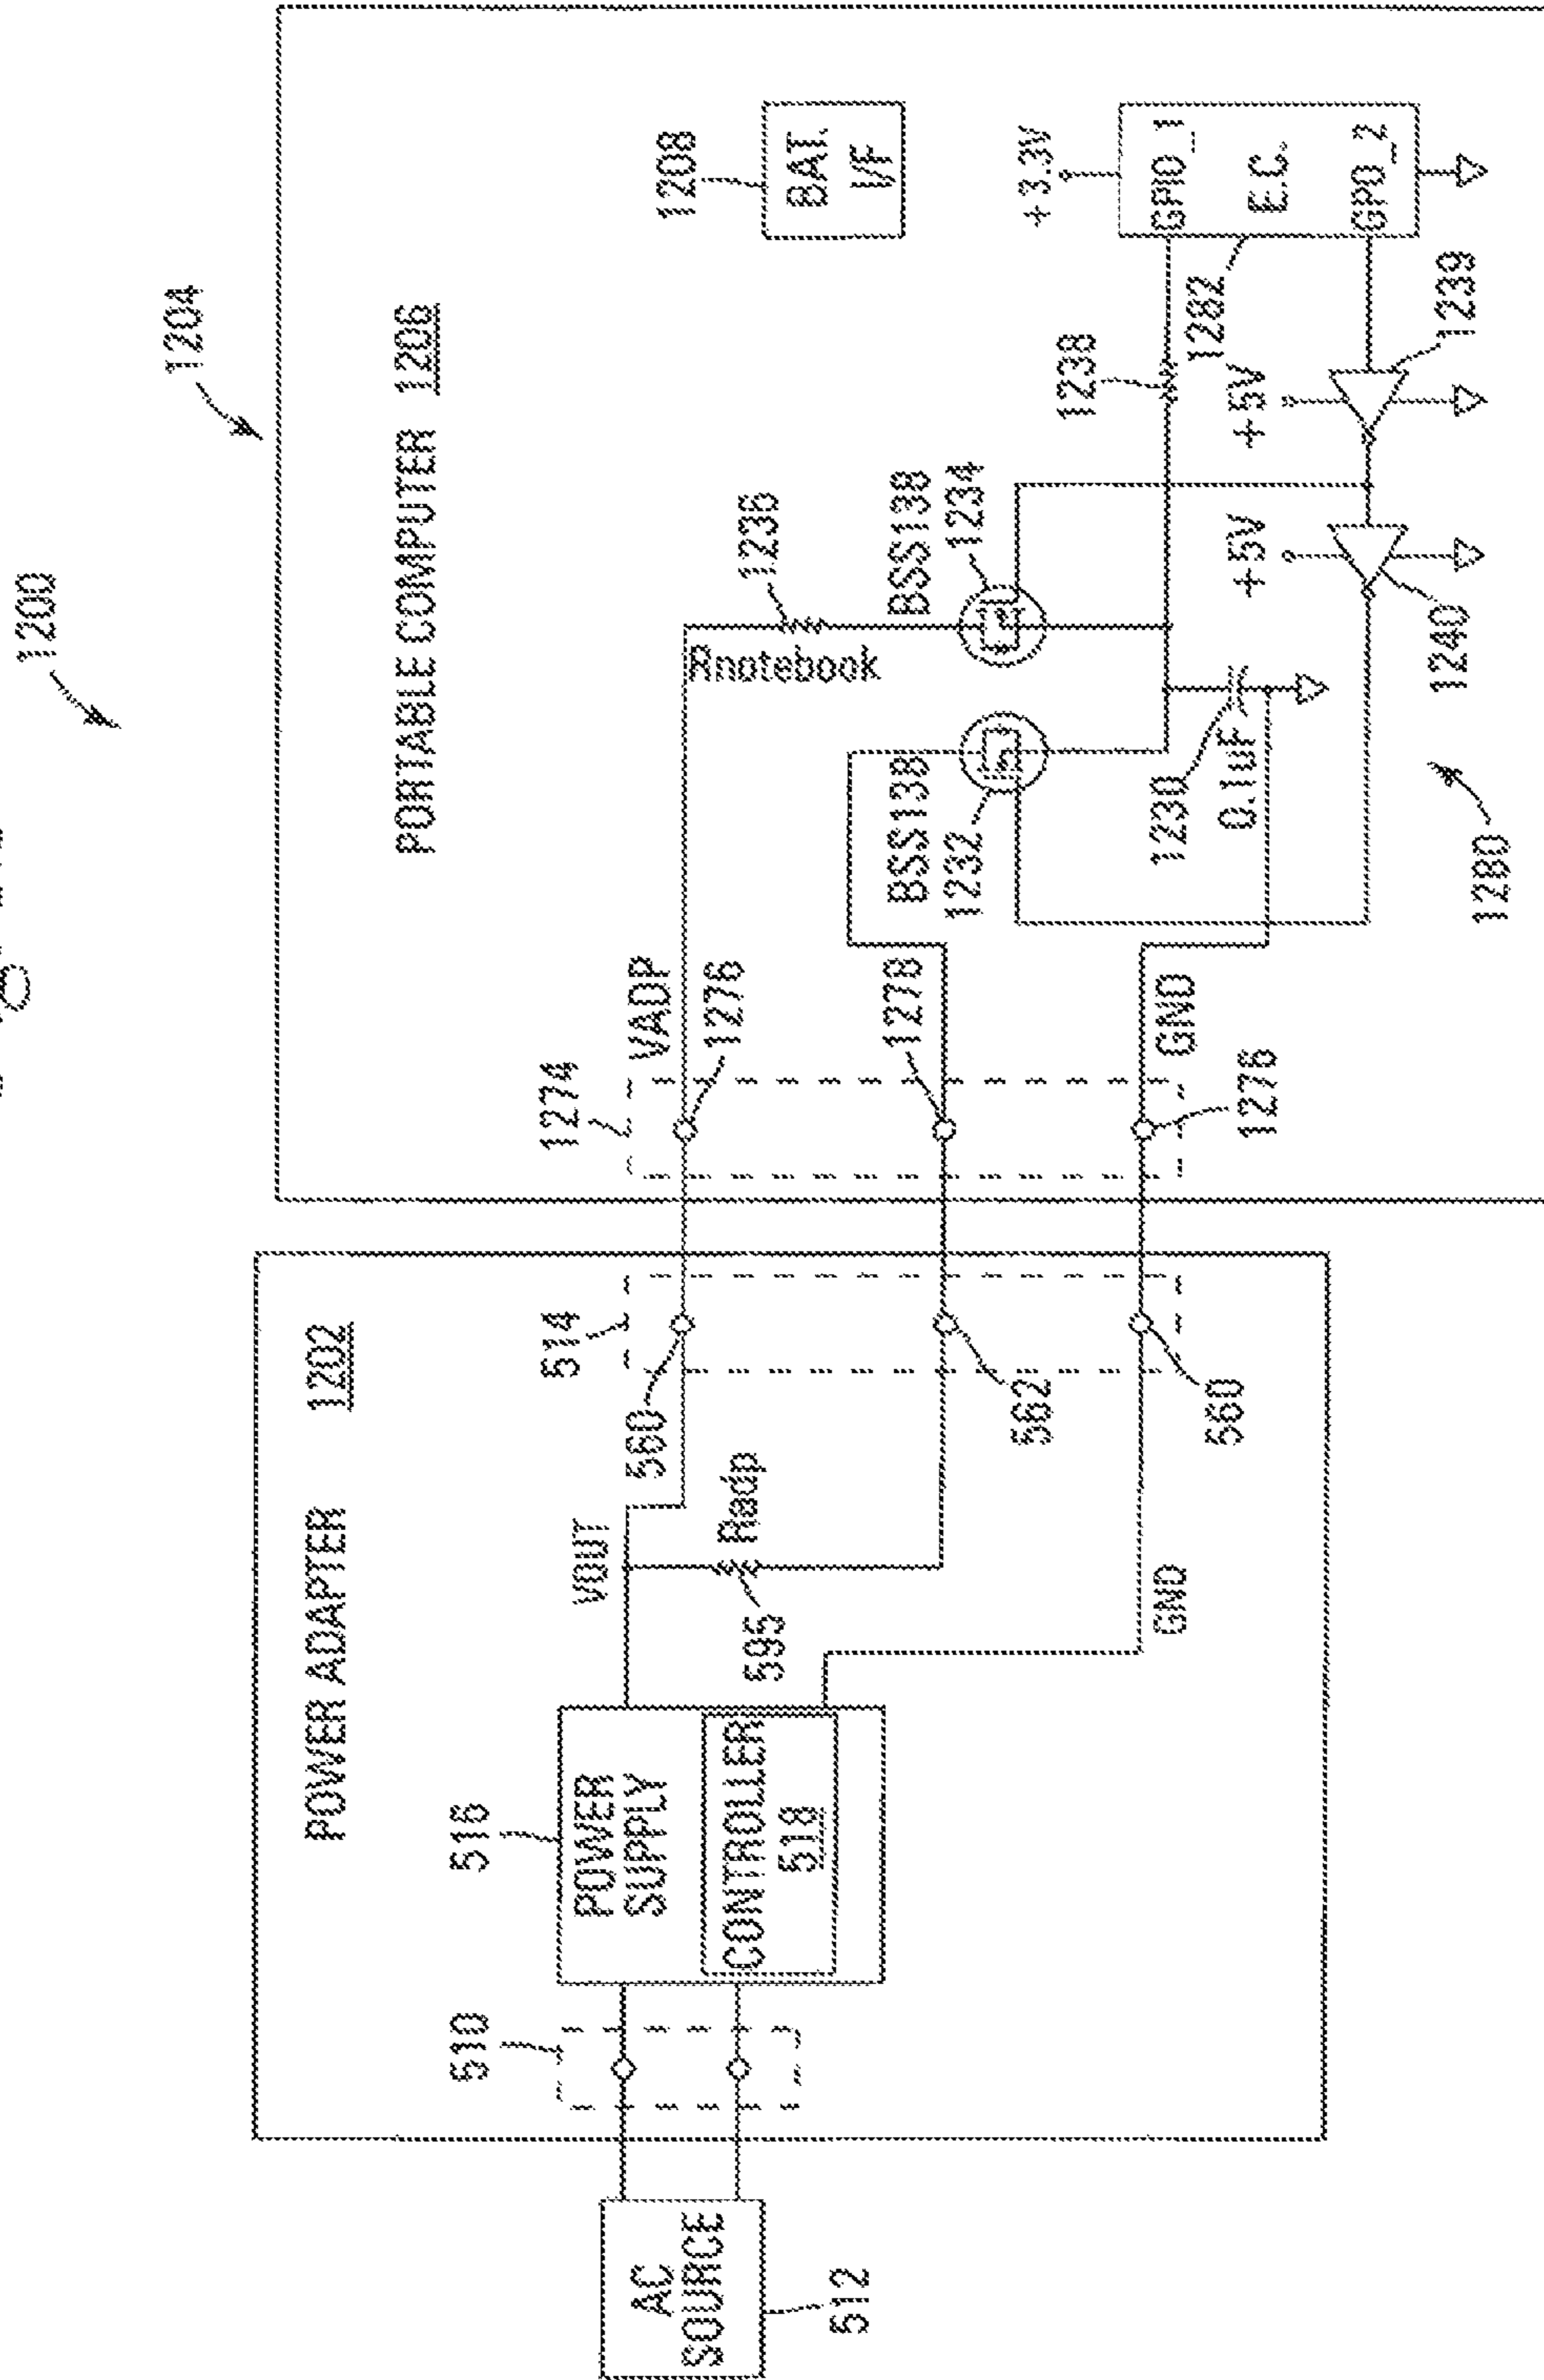 1200
1204
PORTABLE COMPUTER 1206
1208
BAT.
I/F
1236
Rnotebook
BSS138
1234
BSS138
1232
1238
+3.3V
GPIO_1
E.C.
GPO_2
1282
+5V
1239
+5V
1240
1230
0.1uF
1280
VADP
1274
1276
1278
GND
1276
POWER ADAPTER 1202
514
560
VOUT
Radp
595
562
560
GND
516
POWER
SUPPLY
CONTROLLER
518
510
AC
SOURCE
512